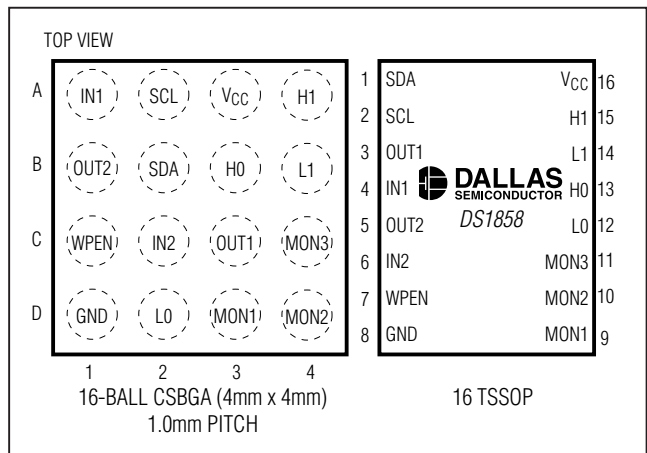 TOP VIEW
A IN1 SCL VCC H1
B OUT2 SDA H0 L1
C WPEN IN2 OUT1 MON3
D GND L0 MON1 MON2
1 2 3 4
16-BALL CSBGA (4mm x 4mm)
1.0mm PITCH
1 SDA VCC 16
2 SCL H1 15
3 OUT1 L1 14
4 IN1 DALLAS H0 13
SEMICONDUCTOR
5 OUT2 DS1858 L0 12
6 IN2 MON3 11
7 WPEN MON2 10
8 GND MON1 9
16 TSSOP